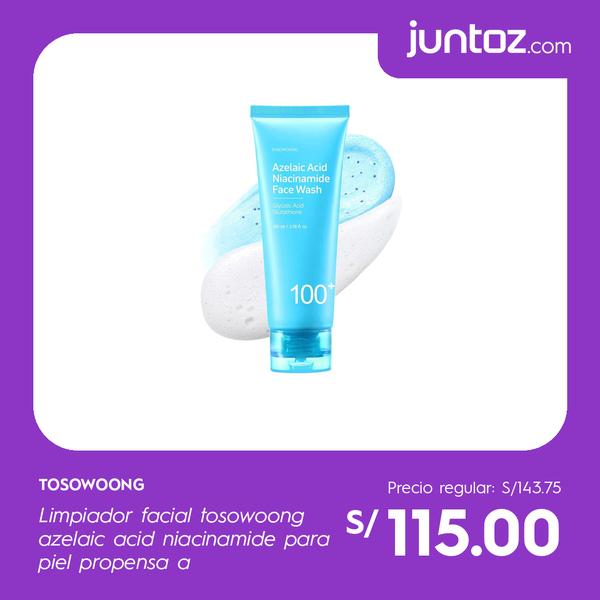 juntoz.com
TOSOWOONG
Azelaic Acid
Niacinamide
Face Wash
Glycolic Acid
Glutathione
100+
TOSOWOONG
Limpiador facial tosowoong
azelaic acid niacinamide para
piel propensa a
Precio regular: S/143.75
S/115.00